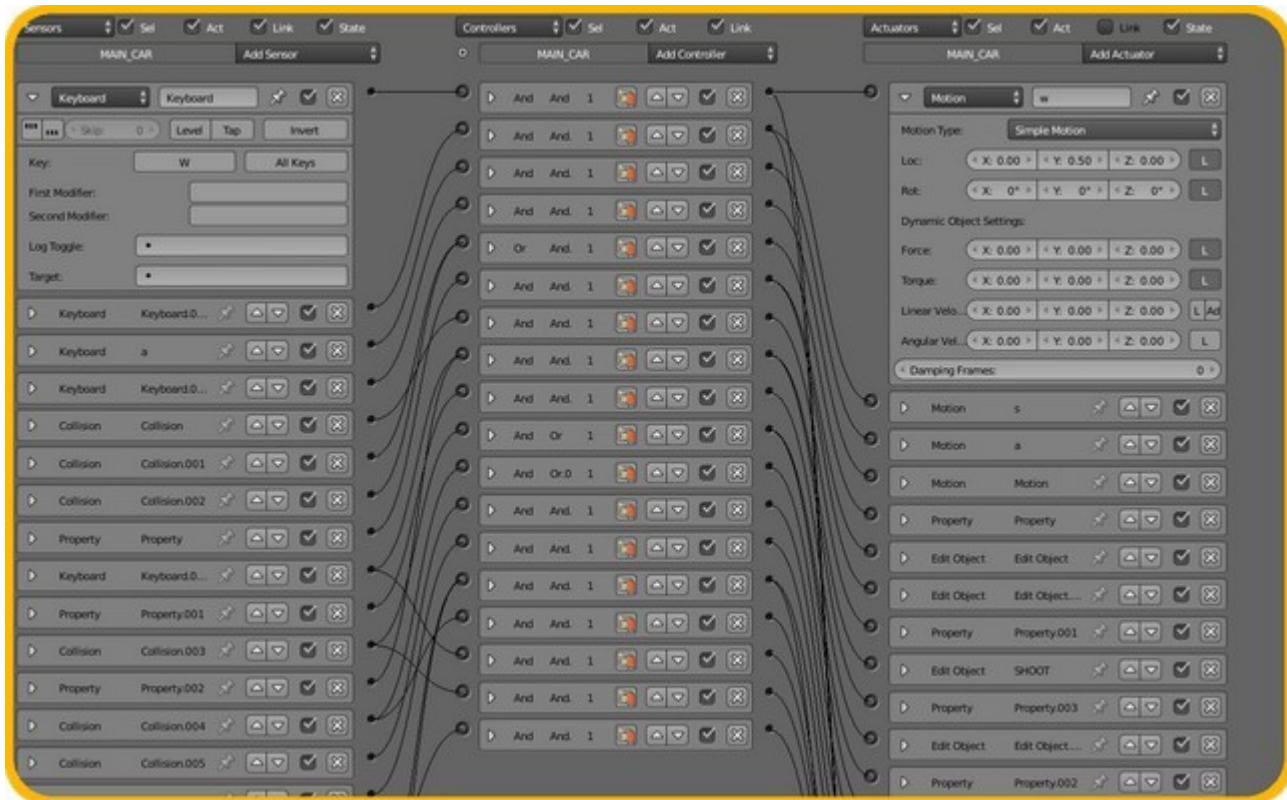 Sensors Sel Act Link State
MAIN_CAR Add Sensor
Keyboard Keyboard
Skip: 0 Level Tap Invert
Key: W All Keys
First Modifier:
Second Modifier:
Log Toggle:
Target:
Keyboard Keyboard.0...
Keyboard a
Keyboard Keyboard.0...
Collision Collision
Collision Collision.001
Collision Collision.002
Property Property
Keyboard Keyboard.0...
Property Property.001
Collision Collision.003
Property Property.002
Collision Collision.004
Collision Collision.005
Controllers Sel Act Link
MAIN_CAR Add Controller
And And 1
And And. 1
And And. 1
And And. 1
Or And. 1
And And. 1
And And. 1
And And. 1
And And. 1
And Or 1
And Or.0 1
And And. 1
And And. 1
And And. 1
And And. 1
And And. 1
And And. 1
And And. 1
Actuators Sel Act Link State
MAIN_CAR Add Actuator
Motion w
Motion Type: Simple Motion
Loc: X: 0.00 Y: 0.50 Z: 0.00 L
Rot: X: 0° Y: 0° Z: 0° L
Dynamic Object Settings:
Force: X: 0.00 Y: 0.00 Z: 0.00 L
Torque: X: 0.00 Y: 0.00 Z: 0.00 L
Linear Velo... X: 0.00 Y: 0.00 Z: 0.00 L Ad
Angular Vel... X: 0.00 Y: 0.00 Z: 0.00 L
Damping Frames: 0
Motion s
Motion a
Motion Motion
Property Property
Edit Object Edit Object
Edit Object Edit Object....
Property Property.001
Edit Object SHOOT
Property Property.003
Edit Object Edit Object....
Property Property.002